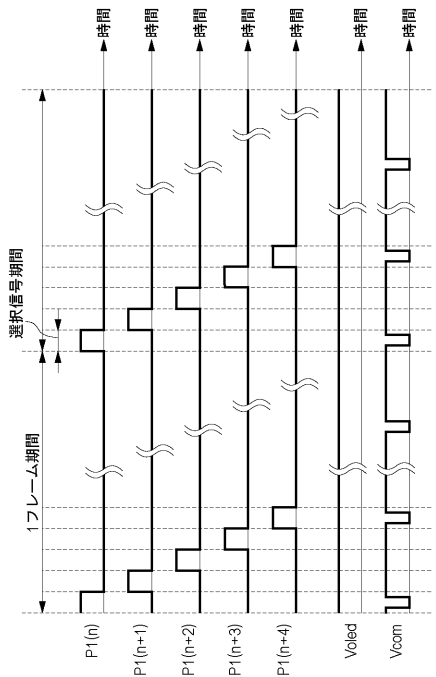 1フレーム期間
選択信号期間
P1(n)
時間
P1(n+1)
時間
P1(n+2)
時間
P1(n+3)
時間
P1(n+4)
時間
Voled
時間
Vcom
時間